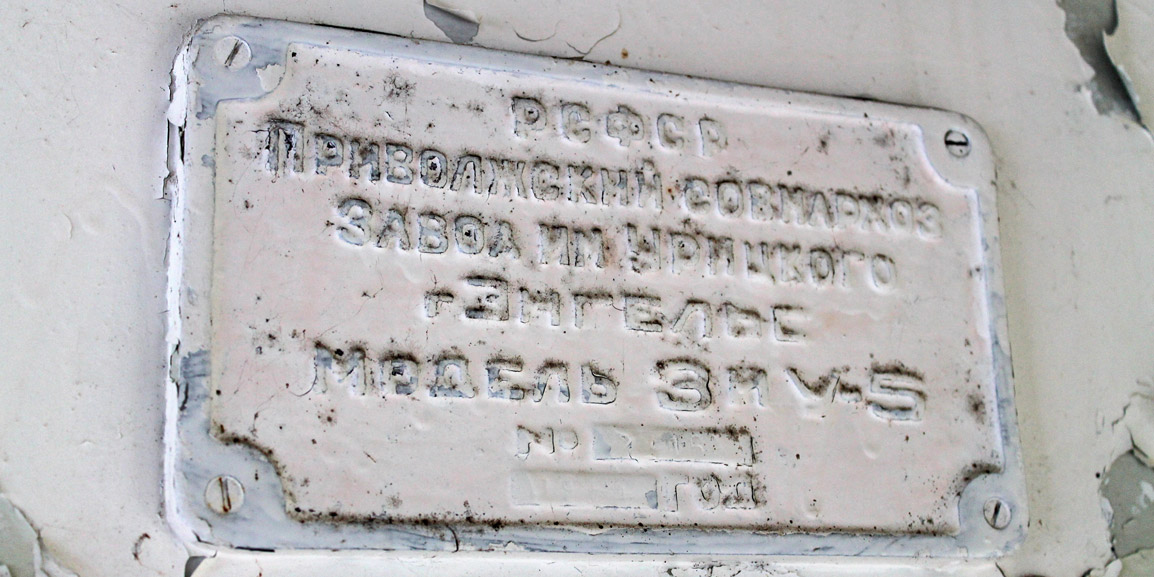 РСФСР
Приволжский совнархоз
Завод им Урицкого
г Энгельс
Модель ЗиУ-5
№
год